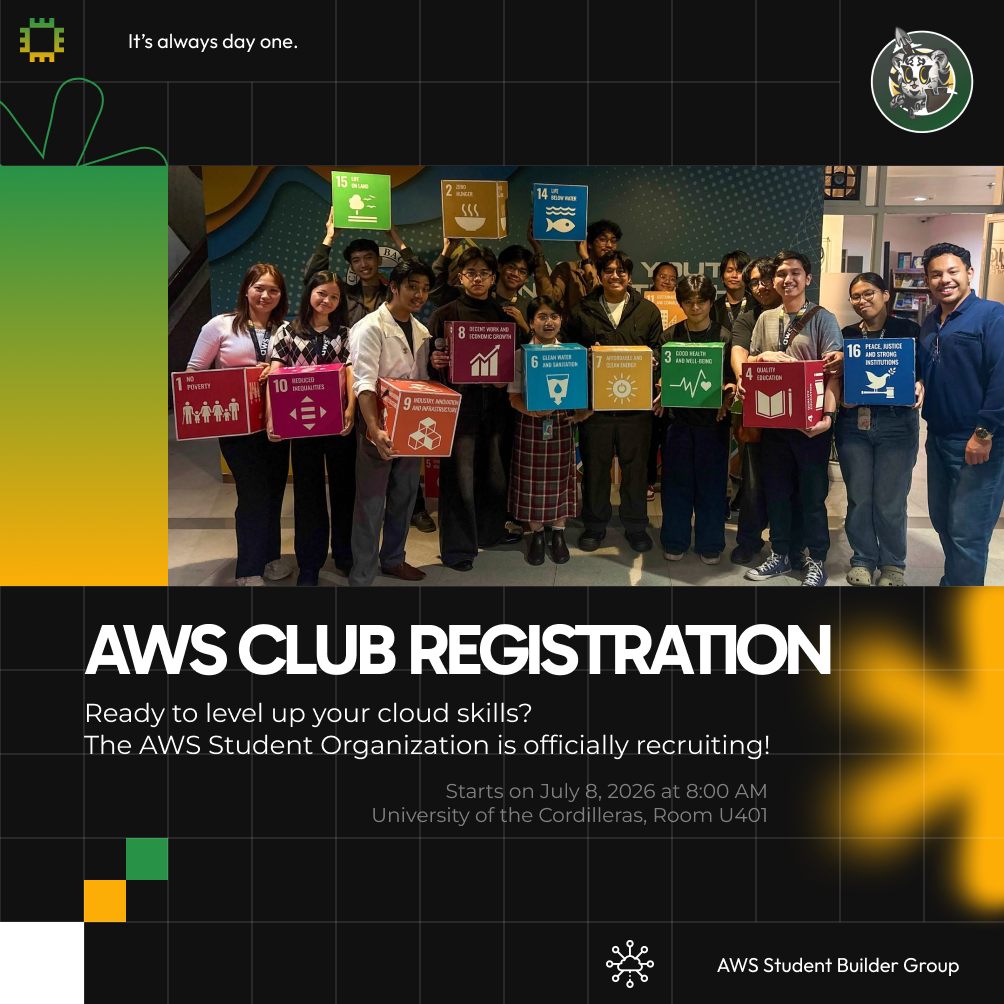 It's always day one.
15 LIFE
ON LAND
2 ZERO
HUNGER
14 LIFE
BELOW WATER
YOUT
11
1 NO
POVERTY
10 REDUCED
INEQUALITIES
9 INDUSTRY, INNOVATION
AND INFRASTRUCTURE
8 DECENT WORK AND
ECONOMIC GROWTH
6 CLEAN WATER
AND SANITATION
7 AFFORDABLE AND
CLEAN ENERGY
3 GOOD HEALTH
AND WELL-BEING
4 QUALITY
EDUCATION
16 PEACE, JUSTICE
AND STRONG
INSTITUTIONS
AWS CLUB REGISTRATION
Ready to level up your cloud skills?
The AWS Student Organization is officially recruiting!
Starts on July 8, 2026 at 8:00 AM
University of the Cordilleras, Room U401
AWS Student Builder Group